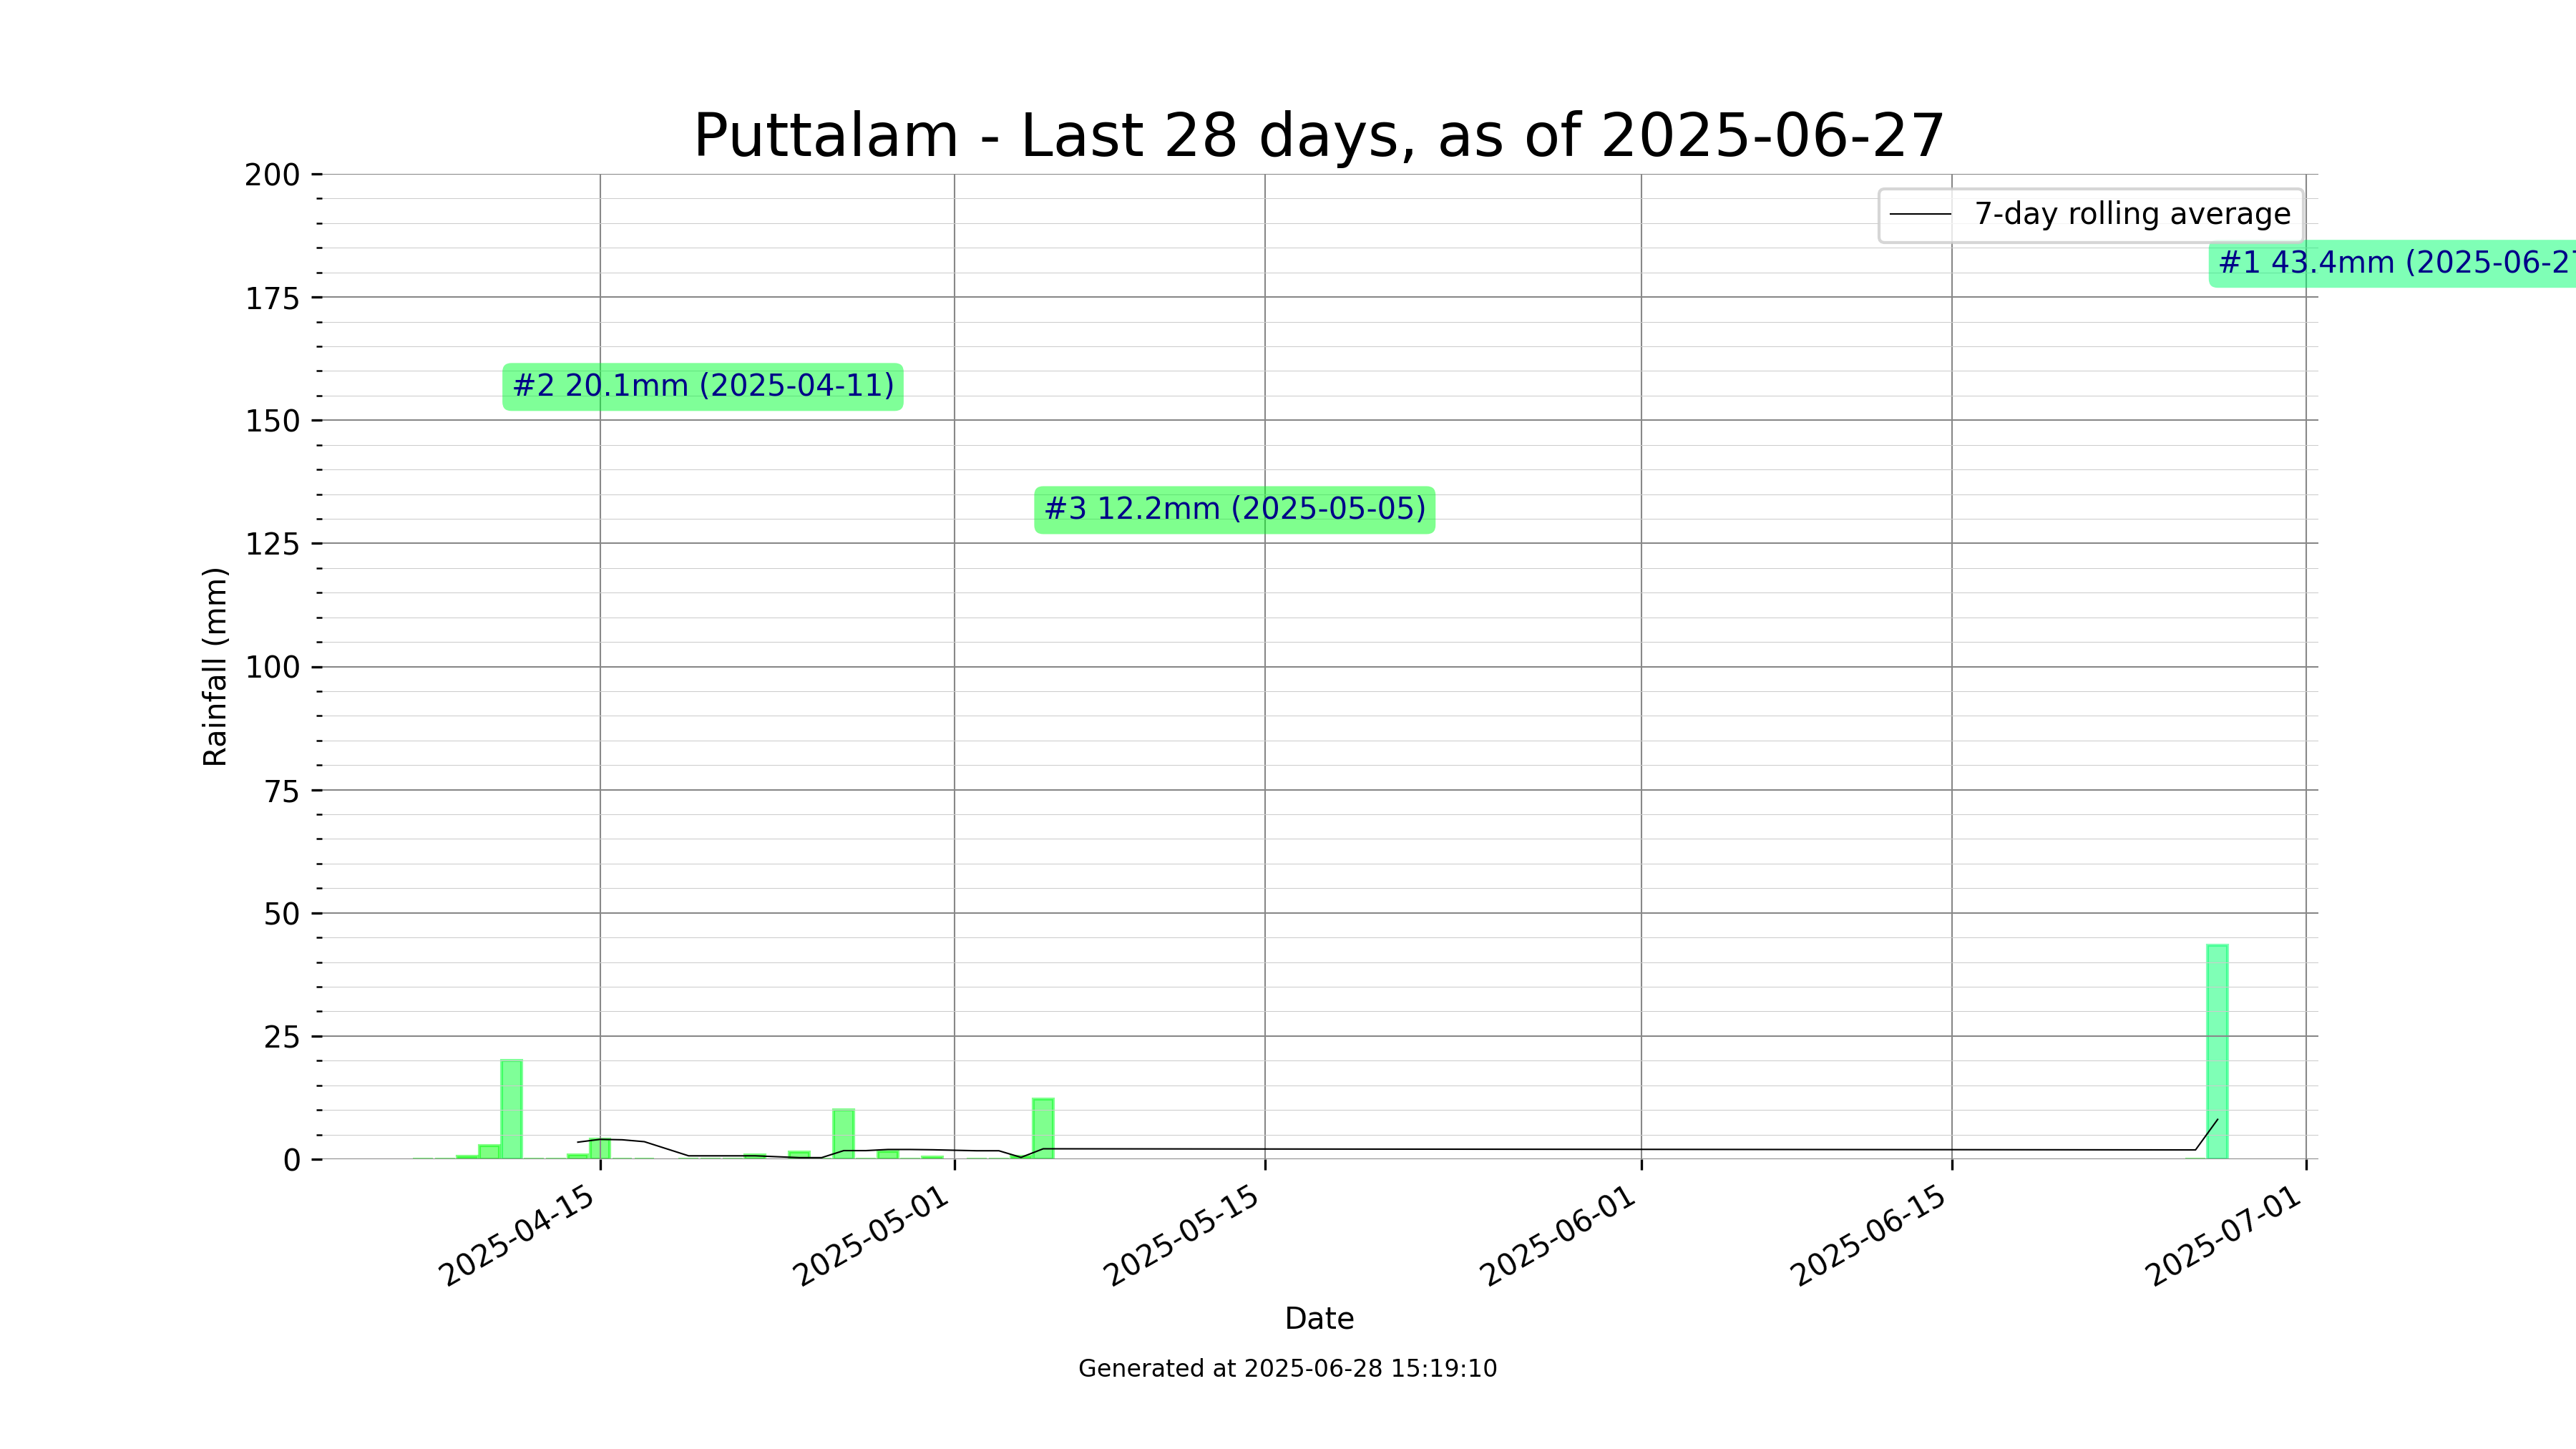 Puttalam - Last 28 days, as of 2025-06-27
200
175
150
125
100
75
50
25
0
Rainfall (mm)
7-day rolling average
#1 43.4mm (2025-06-27
#2 20.1mm (2025-04-11)
#3 12.2mm (2025-05-05)
2025-04-15
2025-05-01
2025-05-15
2025-06-01
2025-06-15
2025-07-01
Date
Generated at 2025-06-28 15:19:10